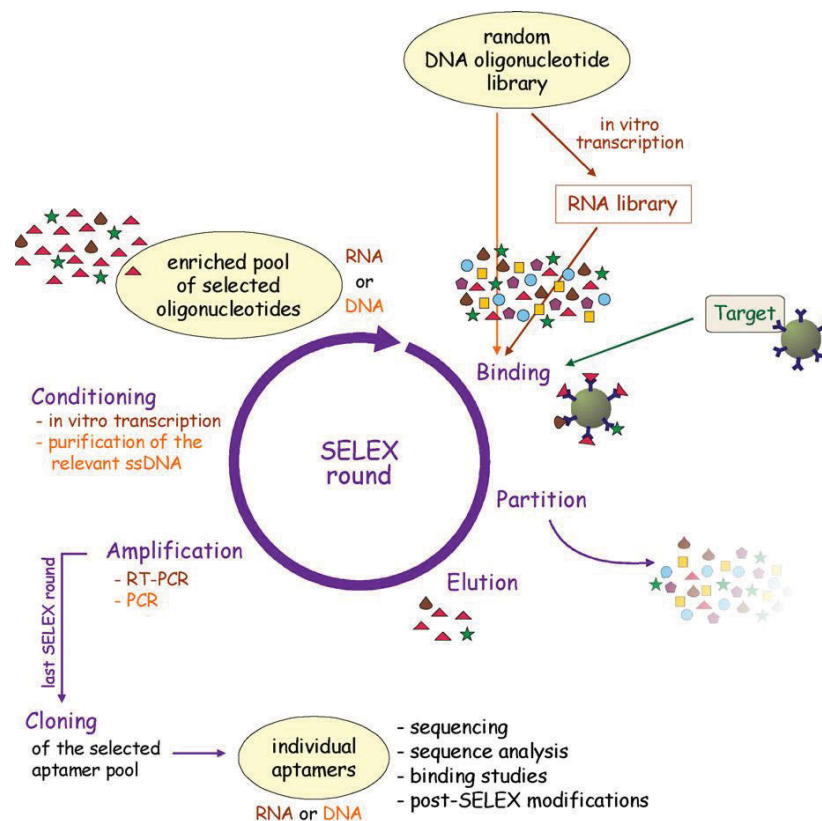 random
DNA oligonucleotide
library
in vitro
transcription
RNA library
enriched pool
of selected
oligonucleotides
RNA
or
DNA
Target
Binding
Conditioning
- in vitro transcription
- purification of the
relevant ssDNA
SELEX
round
Partition
Amplification
- RT-PCR
- PCR
Elution
last SELEX round
Cloning
of the selected
aptamer pool
individual
aptamers
RNA or DNA
- sequencing
- sequence analysis
- binding studies
- post-SELEX modifications